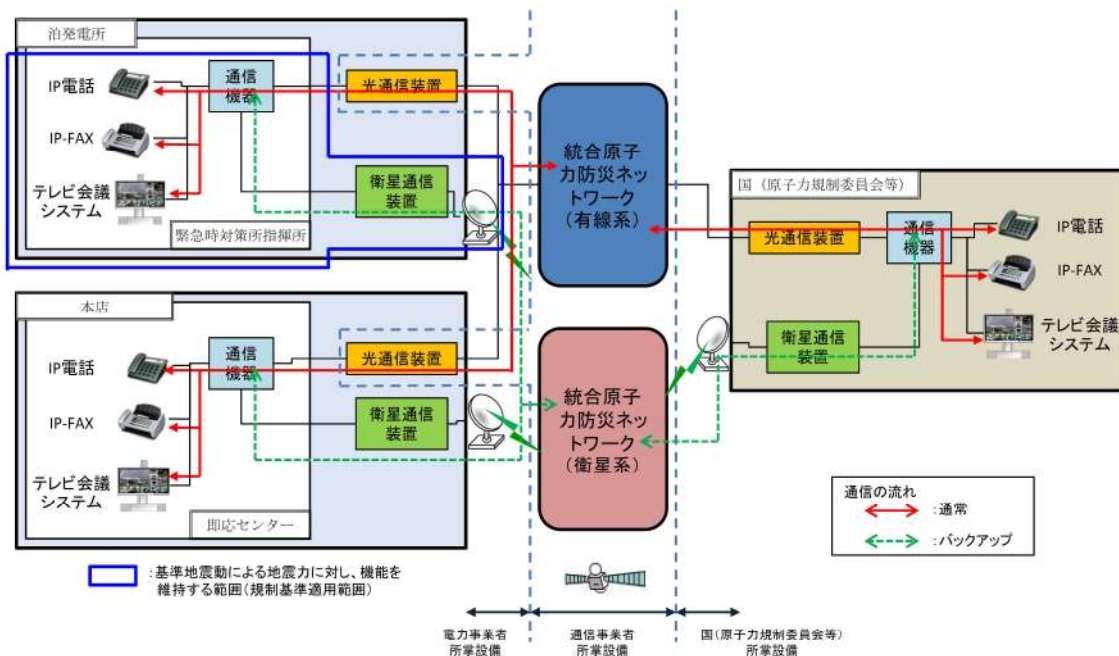 泊発電所
IP電話
IP-FAX
テレビ会議
システム
通信
機器
光通信装置
衛星通信
装置
緊急時対策所指揮所
本店
IP電話
IP-FAX
テレビ会議
システム
通信
機器
光通信装置
衛星通信
装置
即応センター
統合原子
力防災ネッ
トワーク
(有線系)
統合原子
力防災ネッ
トワーク
(衛星系)
国(原子力規制委員会等)
光通信装置
通信
機器
衛星通信
装置
IP電話
IP-FAX
テレビ会議
システム
通信の流れ
:通常
:バックアップ
:基準地震動による地震力に対し、機能を
維持する範囲(規制基準適用範囲)
電力事業者
所掌設備
通信事業者
所掌設備
国(原子力規制委員会等)
所掌設備